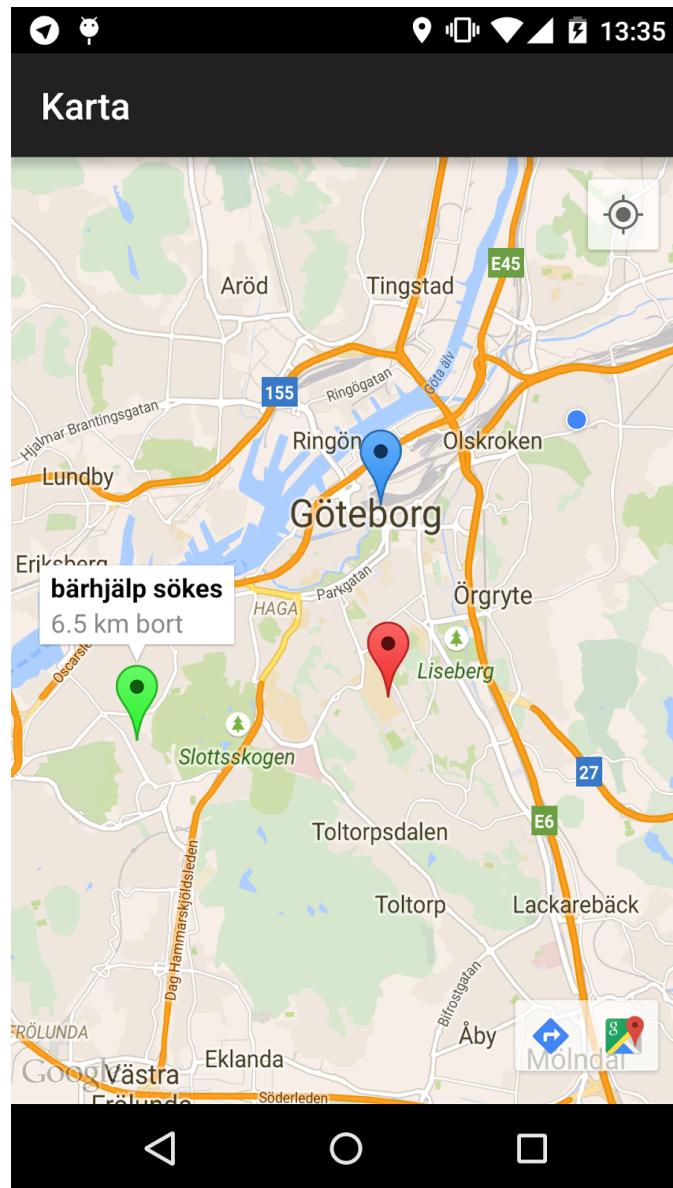 13:35
Karta
E45
Aröd
Tingstad
Göta älv
155
Ringögatan
Hjalmar Brantingsgatan
Ringön
Olskroken
Lundby
Göteborg
Eriksberg
bärhjälp sökes
6.5 km bort
HAGA
Parkgatan
Örgryte
Liseberg
Slottsskogen
27
E6
Toltorpsdalen
Dag Hammarskjöldsleden
Toltorp
Lackarebäck
Bifrostgatan
FRÖLUNDA
Åby
Mölndal
Eklanda
Google
Västra
Frölunda
Söderleden